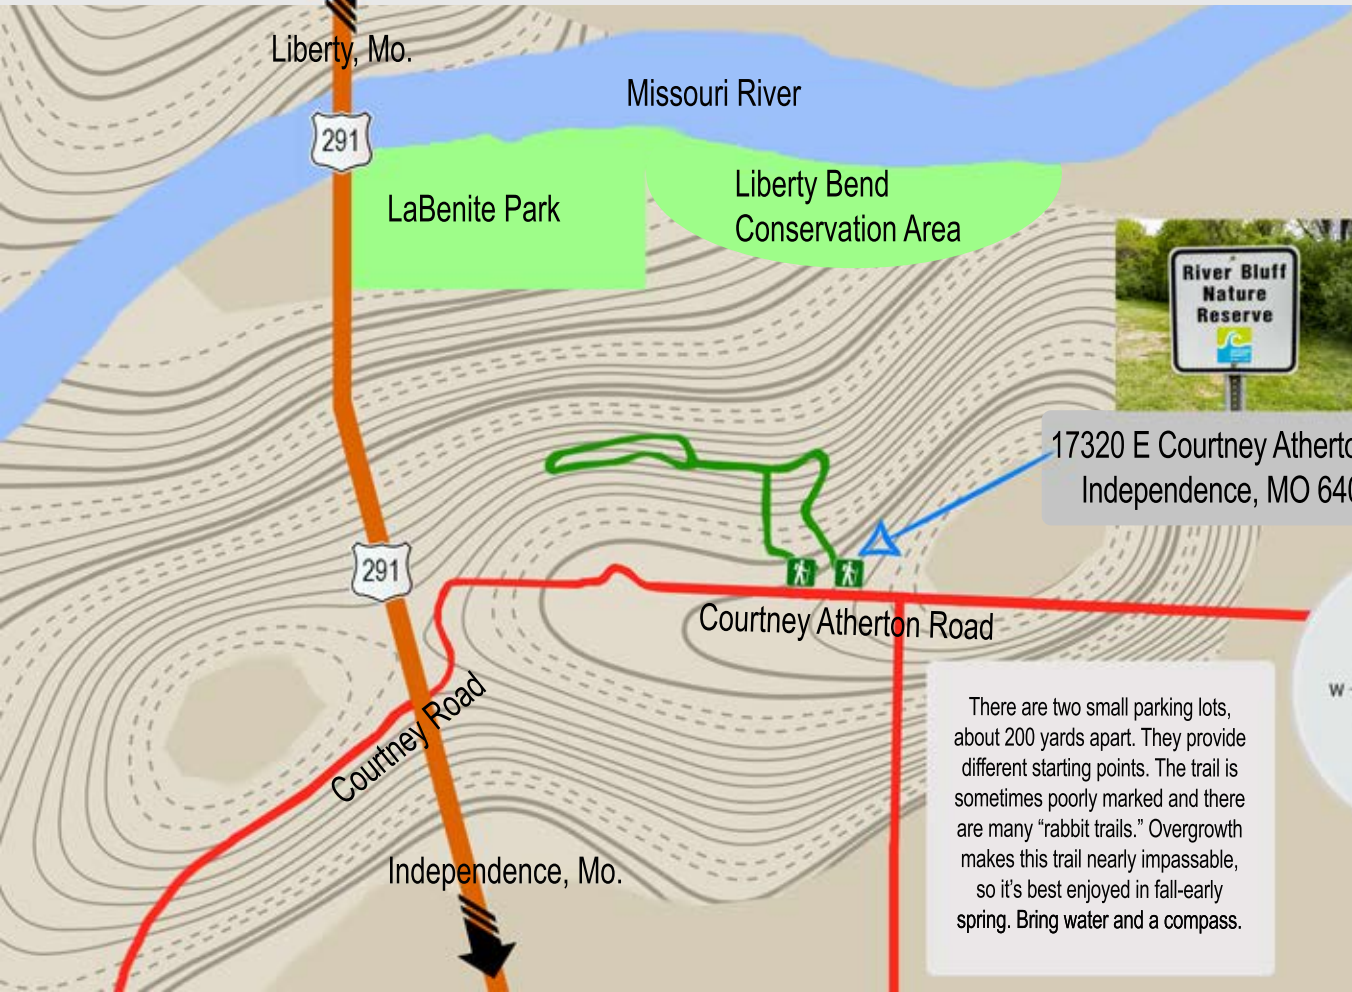 Liberty, Mo.
Missouri River
291
LaBenite Park
Liberty Bend
Conservation Area
River Bluff
Nature
Reserve
17320 E Courtney
Independence, MO
291
Courtney Atherton Road
Courtney Road
W
There are two small parking lots,
about 200 yards apart. They provide
different starting points. The trail is
sometimes poorly marked and there
are many “rabbit trails.” Overgrowth
makes this trail nearly impassable,
so it’s best enjoyed in fall-early
spring. Bring water and a compass.
Independence, Mo.